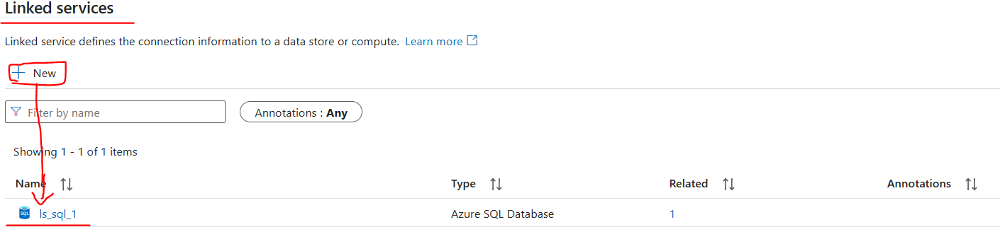 Linked services
Linked service defines the connection information to a data store or compute. Learn more
+ New
Filter by name
Annotations : Any
Showing 1 - 1 of 1 items
Name Type Related Annotations
SQL ls_sql_1 Azure SQL Database 1